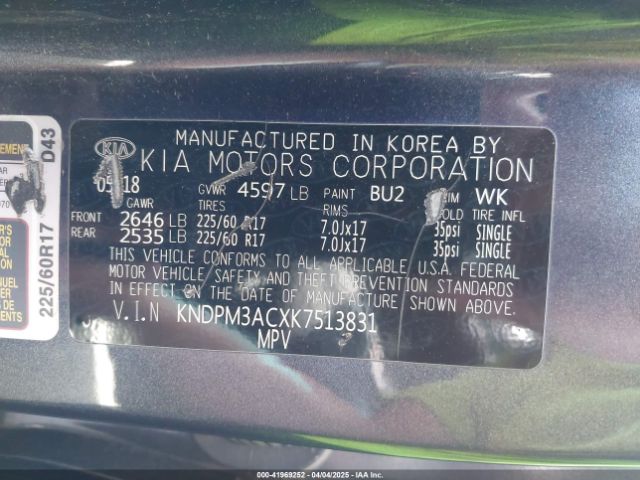 MANUFACTURED IN KOREA BY
KIA KIA MOTORS CORPORATION
GVWR 4597 LB PAINT BU2 WK
GAWR TIRES RIMS TIRE INFL
FRONT 2646 LB 225/60 R17 7.0Jx17 35psi SINGLE
REAR 2535 LB 225/60 R17 7.0Jx17 35psi SINGLE
THIS VEHICLE CONFORMS TO ALL APPLICABLE U.S.A. FEDERAL
MOTOR VEHICLE SAFETY AND THEFT PREVENTION STANDARDS
IN EFFECT ON THE DATE OF MANUFACTURE SHOWN ABOVE.
V.I.N KNDPM3ACXK7513831
MPV
D43
225/60R17
000-41969252 04/04/2025 IAA